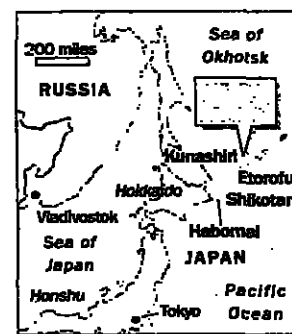 Sea of
Okhotsk
200 miles
RUSSIA
Kunashiri
Etorofu
Hokkaido
Shikotan
Vladivostok
Habomai
Sea of
Japan
JAPAN
Honshu
Pacific
Ocean
Tokyo